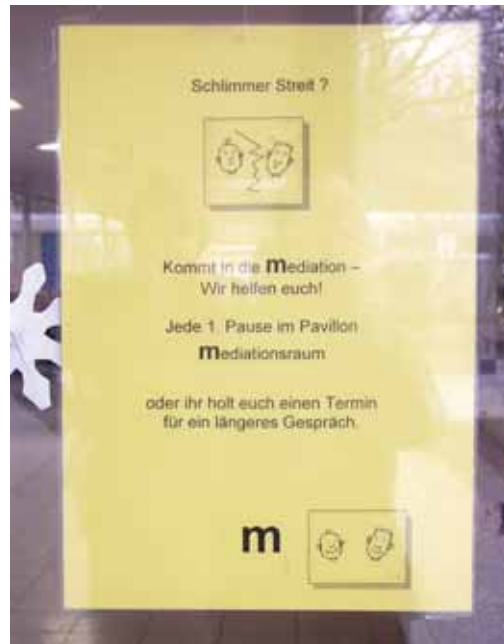 Schlimmer Streit ?
Kommt in die mediation –
Wir helfen euch!
Jede 1. Pause im Pavillon
mediationsraum
oder ihr holt euch einen Termin
für ein längeres Gespräch.
m